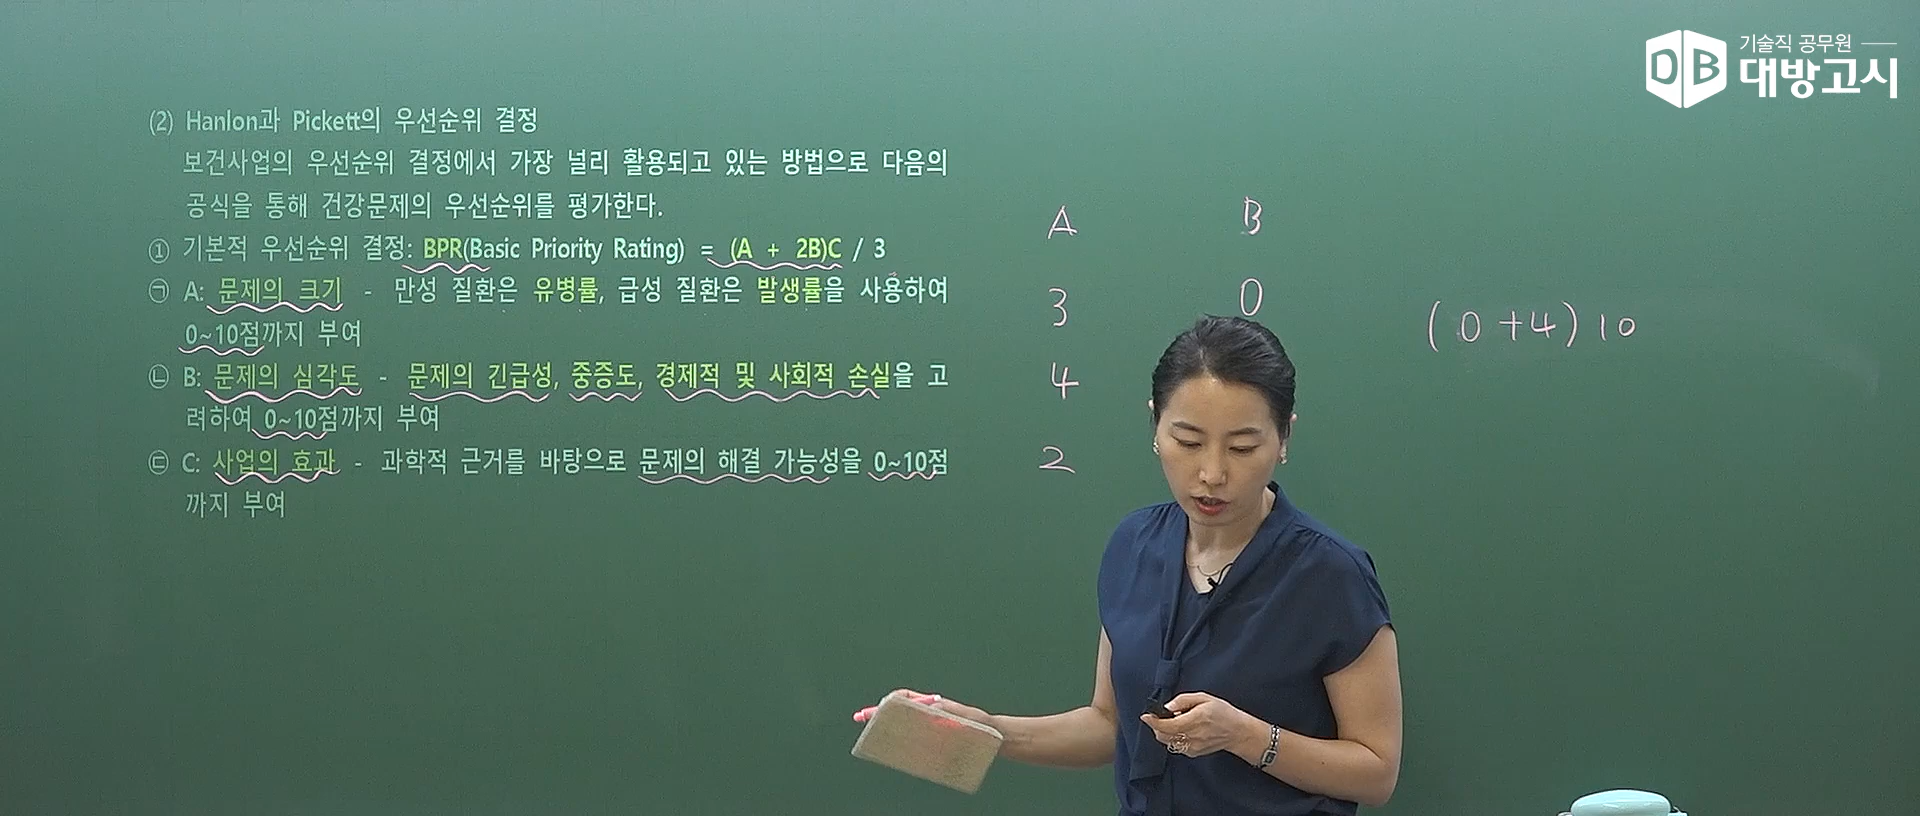 기술직 공무원
DB 대방고시
(2) Hanlon과 Pickett의 우선순위 결정
보건사업의 우선순위 결정에서 가장 널리 활용되고 있는 방법으로 다음의
공식을 통해 건강문제의 우선순위를 평가한다.
① 기본적 우선순위 결정: BPR(Basic Priority Rating) = (A + 2B)C / 3
㉠ A: 문제의 크기 - 만성 질환은 유병률, 급성 질환은 발생률을 사용하여
0~10점까지 부여
㉡ B: 문제의 심각도 - 문제의 긴급성, 중증도, 경제적 및 사회적 손실을 고
려하여 0~10점까지 부여
㉢ C: 사업의 효과 - 과학적 근거를 바탕으로 문제의 해결 가능성을 0~10점
까지 부여
A B
3 0
4
2
(0+4)10